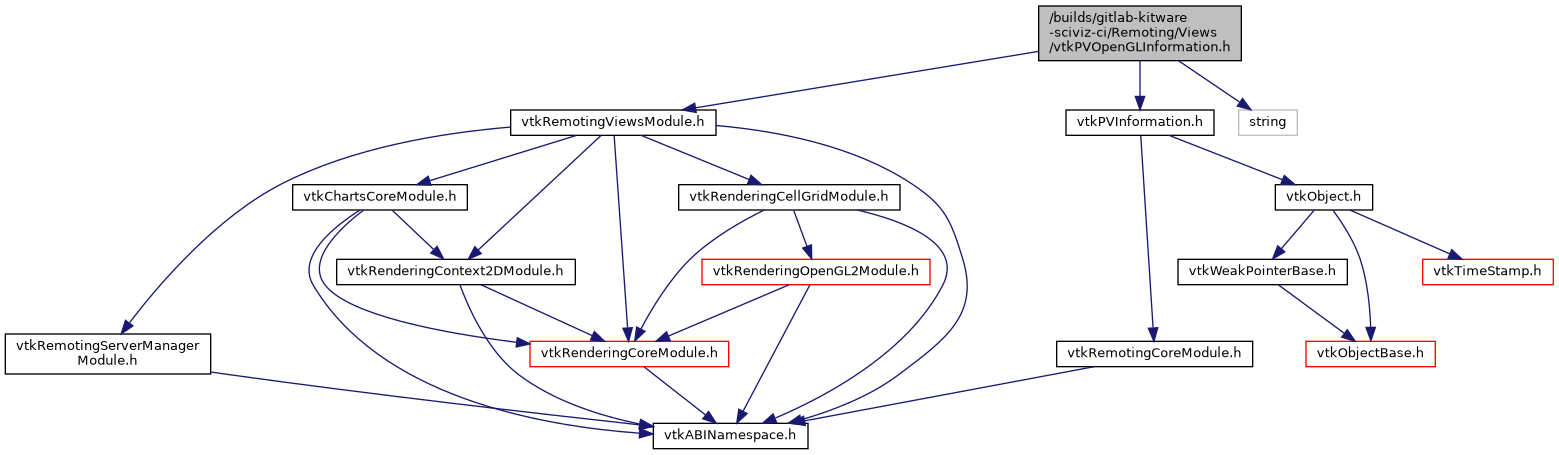 /builds/gitlab-kitware
-sciviz-ci/Remoting/Views
/vtkPVOpenGLInformation.h
vtkRemotingViewsModule.h
vtkPVInformation.h
string
vtkChartsCoreModule.h
vtkRenderingCellGridModule.h
vtkObject.h
vtkRenderingContext2DModule.h
vtkRenderingOpenGL2Module.h
vtkWeakPointerBase.h
vtkTimeStamp.h
vtkRemotingServerManager
Module.h
vtkRenderingCoreModule.h
vtkRemotingCoreModule.h
vtkObjectBase.h
vtkABINamespace.h